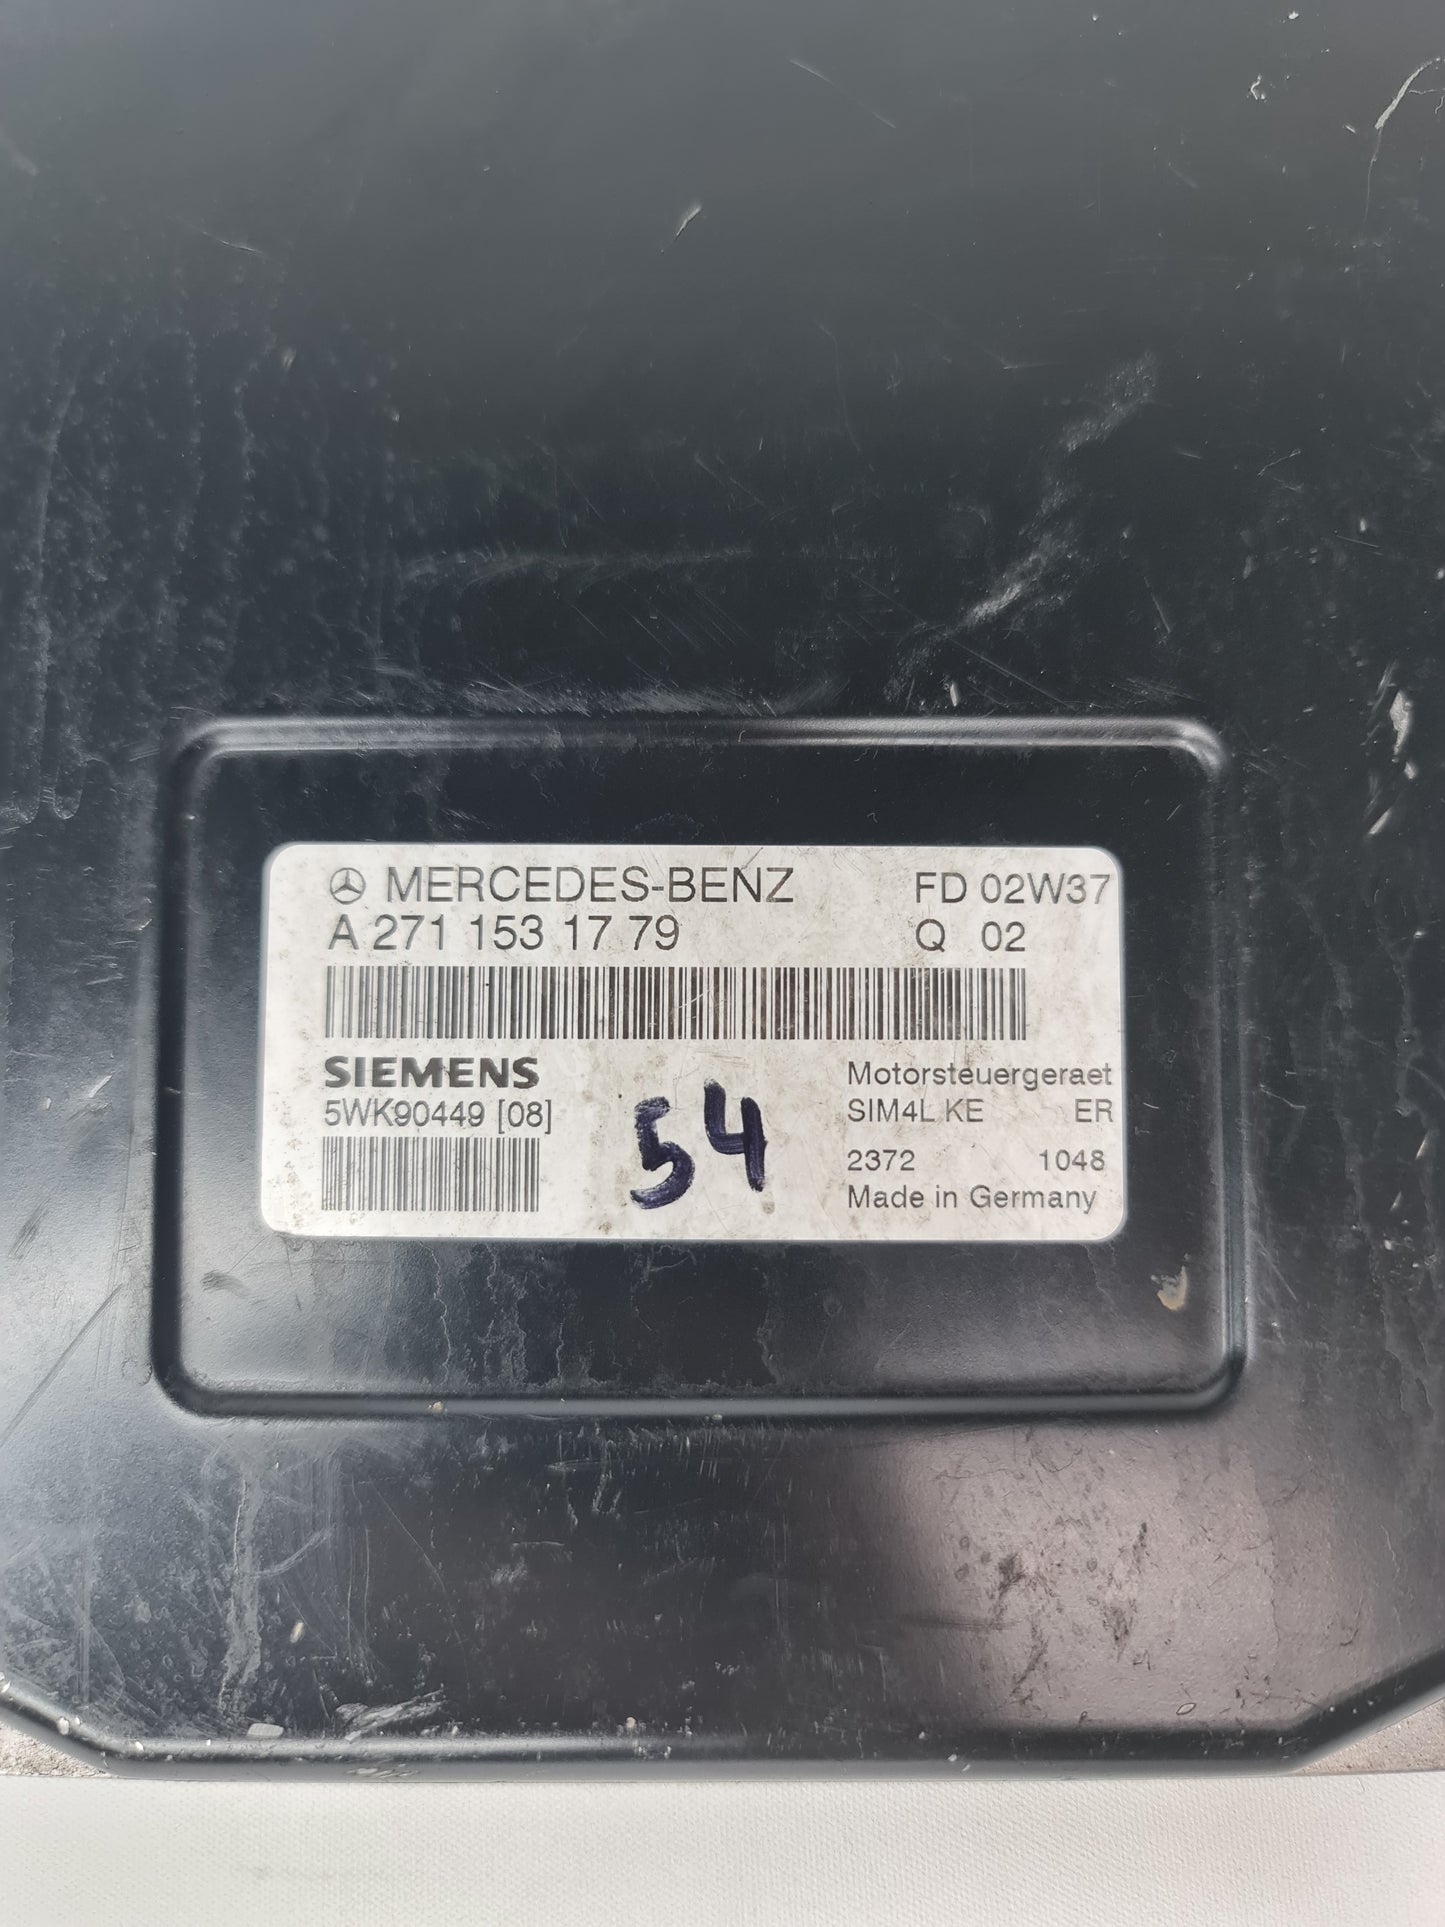 MERCEDES-BENZ FD 02W37
A 271 153 17 79 Q 02
SIEMENS
5WK90449 [08]
54
Motorsteuergeraet
SIM4L KE ER
2372 1048
Made in Germany